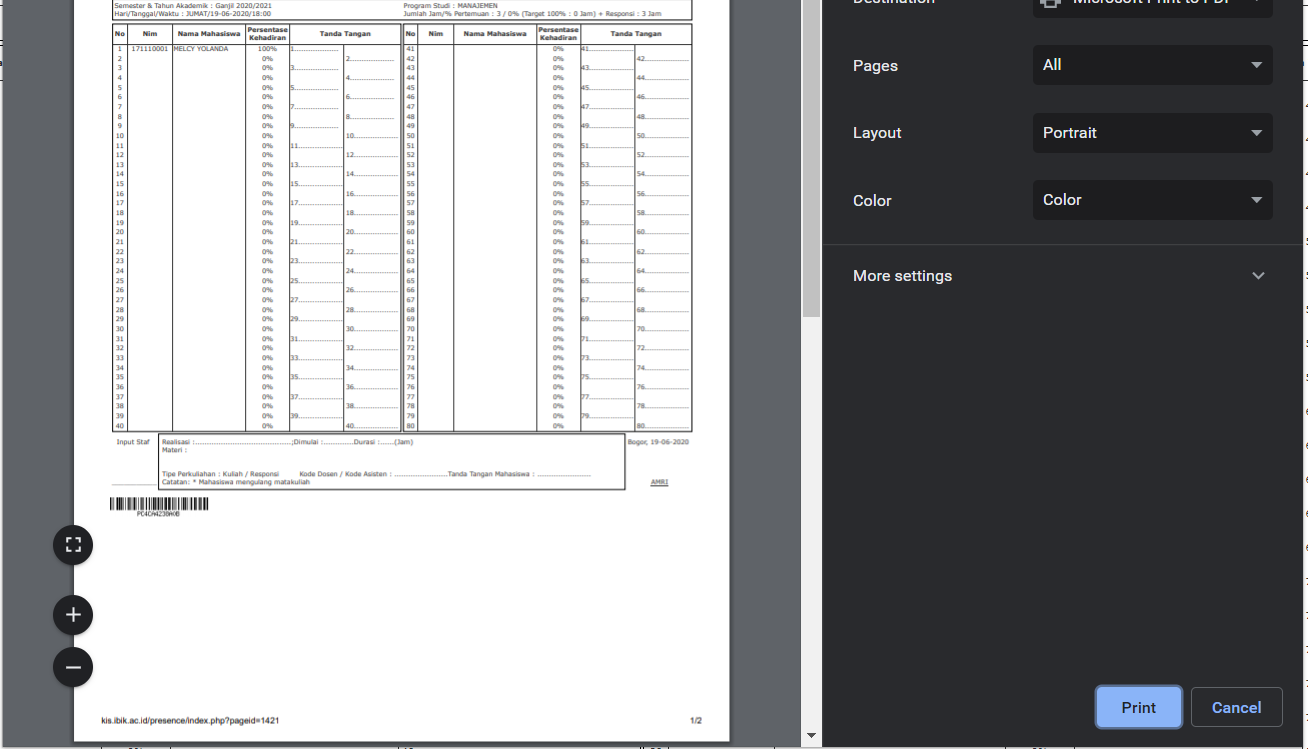 Semester & Tahun Akademik : Ganjil 2020/2021 Program Studi : MANAJEMEN
Hari/Tanggal/Waktu : JUMAT/19-06-2020/18:00 Jumlah Jam/% Pertemuan : 3 / 0% (Target 100% : 0 Jam) + Responsi : 3 Jam
No Nim Nama Mahasiswa Persentase Kehadiran Tanda Tangan No Nim Nama Mahasiswa Persentase Kehadiran Tanda Tangan
1 171110001 MELCY YOLANDA 100% 1.................... 41 0% 41....................
2 0% 2.................... 42 0% 42....................
3 0% 3.................... 43 0% 43....................
4 0% 4.................... 44 0% 44....................
5 0% 5.................... 45 0% 45....................
6 0% 6.................... 46 0% 46....................
7 0% 7.................... 47 0% 47....................
8 0% 8.................... 48 0% 48....................
9 0% 9.................... 49 0% 49....................
10 0% 10.................... 50 0% 50....................
11 0% 11.................... 51 0% 51....................
12 0% 12.................... 52 0% 52....................
13 0% 13.................... 53 0% 53....................
14 0% 14.................... 54 0% 54....................
15 0% 15.................... 55 0% 55....................
16 0% 16.................... 56 0% 56....................
17 0% 17.................... 57 0% 57....................
18 0% 18.................... 58 0% 58....................
19 0% 19.................... 59 0% 59....................
20 0% 20.................... 60 0% 60....................
21 0% 21.................... 61 0% 61....................
22 0% 22.................... 62 0% 62....................
23 0% 23.................... 63 0% 63....................
24 0% 24.................... 64 0% 64....................
25 0% 25.................... 65 0% 65....................
26 0% 26.................... 66 0% 66....................
27 0% 27.................... 67 0% 67....................
28 0% 28.................... 68 0% 68....................
29 0% 29.................... 69 0% 69....................
30 0% 30.................... 70 0% 70....................
31 0% 31.................... 71 0% 71....................
32 0% 32.................... 72 0% 72....................
33 0% 33.................... 73 0% 73....................
34 0% 34.................... 74 0% 74....................
35 0% 35.................... 75 0% 75....................
36 0% 36.................... 76 0% 76....................
37 0% 37.................... 77 0% 77....................
38 0% 38.................... 78 0% 78....................
39 0% 39.................... 79 0% 79....................
40 0% 40.................... 80 0% 80....................
Input Staf Realisasi :........................................;Dimulai :.............Durasi :......(Jam) Bogor, 19-06-2020
Materi :
Tipe Perkuliahan : Kuliah / Responsi Kode Dosen / Kode Asisten : ......................Tanda Tangan Mahasiswa : ......................
Catatan: * Mahasiswa mengulang matakuliah AMRI
PC4CA4238A0B
kis.ibik.ac.id/presence/index.php?pageid=1421 1/2
Destination Microsoft Print to PDF
Pages All
Layout Portrait
Color Color
More settings
Print Cancel